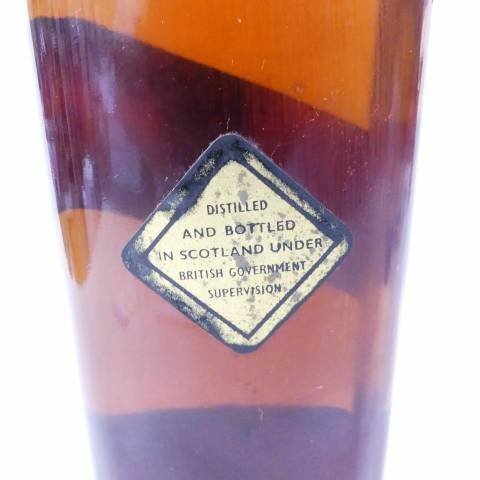 DISTILLED
AND BOTTLED
IN SCOTLAND UNDER
BRITISH GOVERNMENT
SUPERVISION